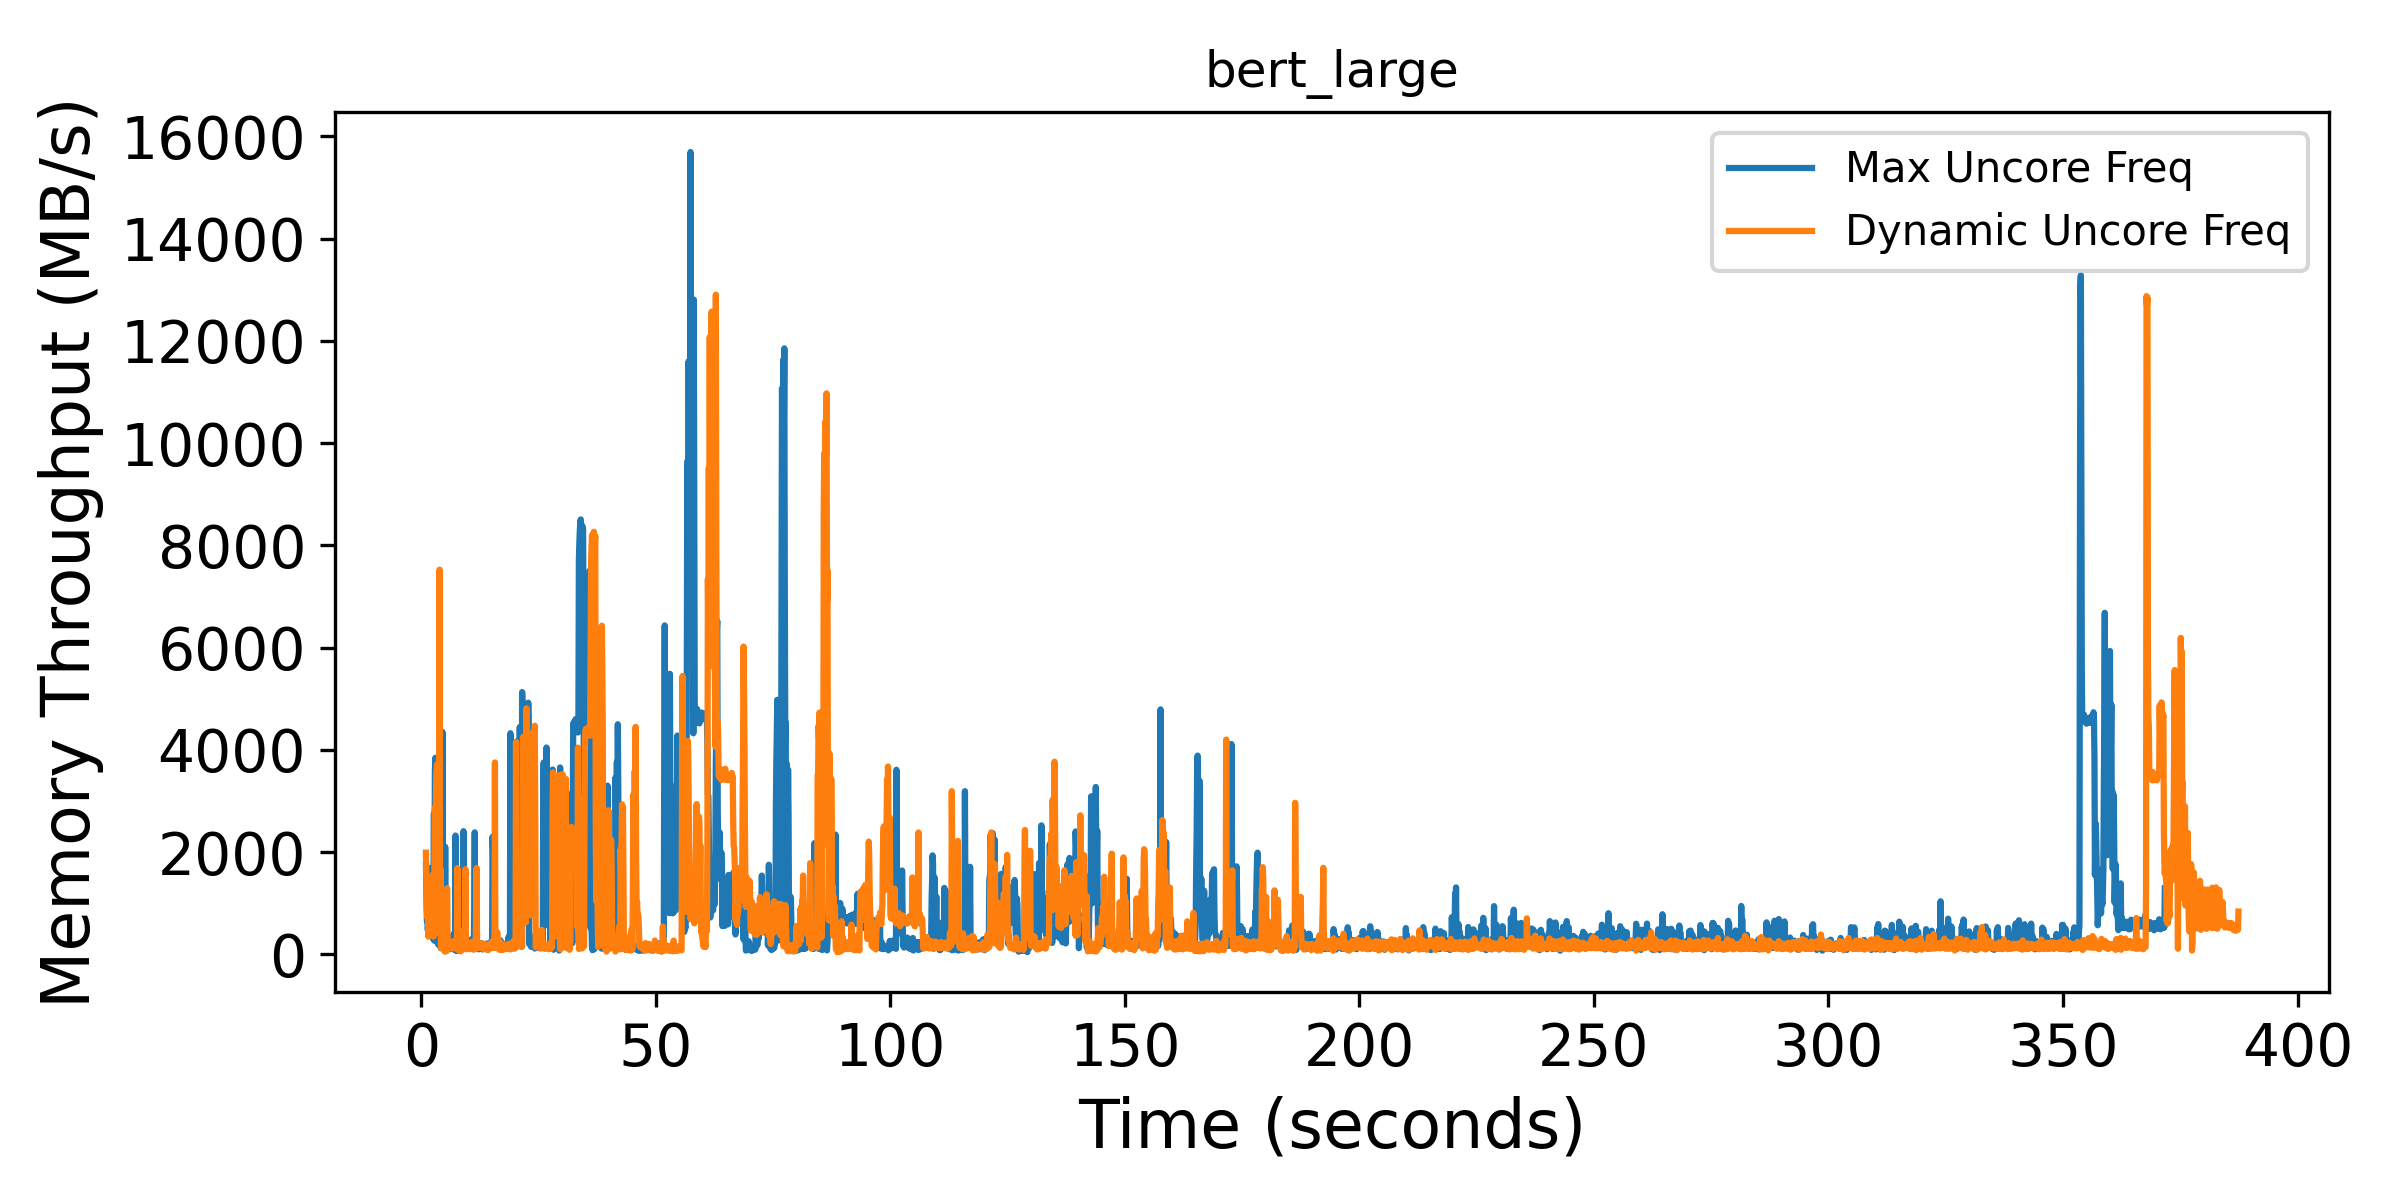 bert_large
Memory Throughput (MB/s)
16000
14000
12000
10000
8000
6000
4000
2000
0
Max Uncore Freq
Dynamic Uncore Freq
0 50 100 150 200 250 300 350 400
Time (seconds)